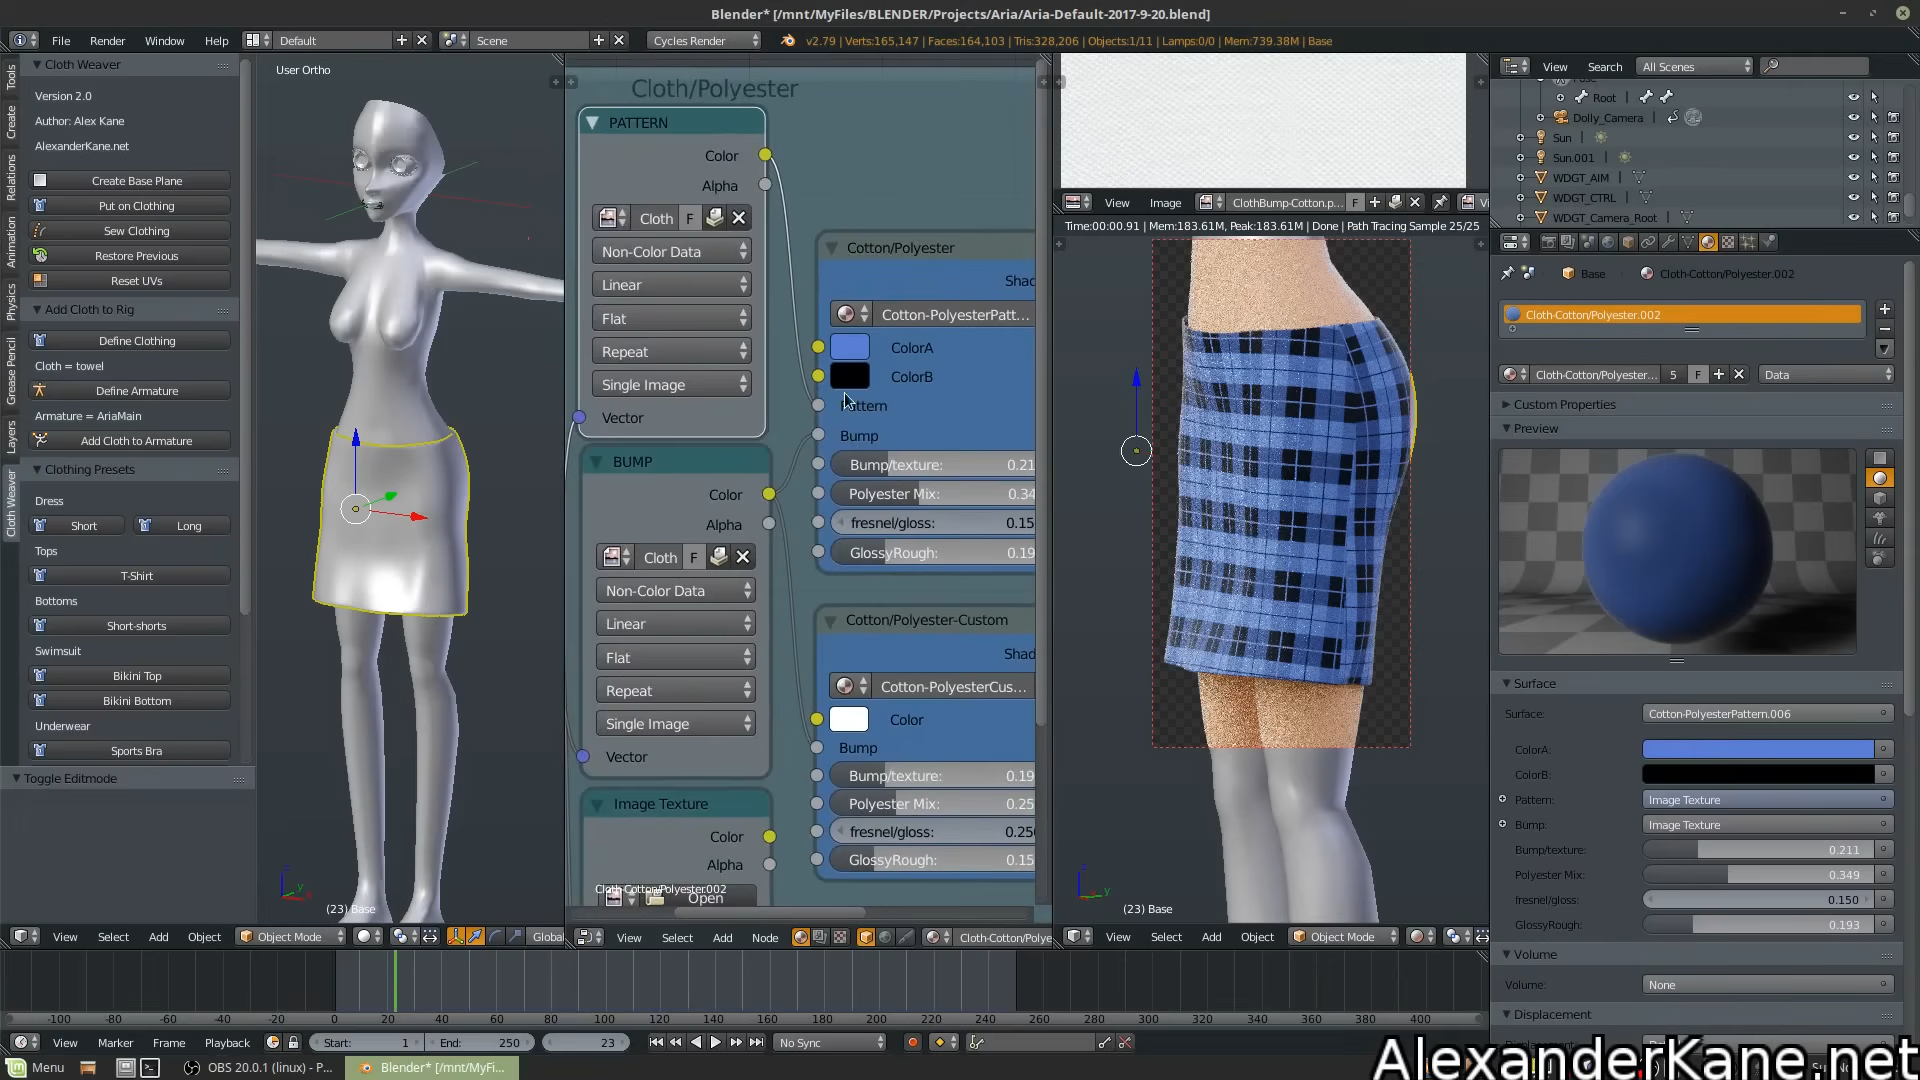 Blender* [/mnt/MyFiles/BLENDER/Projects/Aria/Aria-Default-2017-9-20.blend]
File Render Window Help Default Scene Cycles Render v2.79 | Verts:165,147 | Faces:164,103 | Tris:328,206 | Objects:1/11 | Lamps:0/0 | Mem:739.38M | Base
Tools
Create
Relations
Animation
Physics
Grease Pencil
Layers
Cloth Weaver
Cloth Weaver
Version 2.0
Author: Alex Kane
AlexanderKane.net
Create Base Plane
Put on Clothing
Sew Clothing
Restore Previous
Reset UVs
Add Cloth to Rig
Define Clothing
Cloth = towel
Define Armature
Armature = AriaMain
Add Cloth to Armature
Clothing Presets
Dress
Short Long
Tops
T-Shirt
Bottoms
Short-shorts
Swimsuit
Bikini Top
Bikini Bottom
Underwear
Sports Bra
Toggle Editmode
User Ortho
(23) Base
View Select Add Object Object Mode Global
Cloth/Polyester
PATTERN
Color
Alpha
Cloth F
Non-Color Data
Linear
Flat
Repeat
Single Image
Vector
BUMP
Color
Alpha
Cloth F
Non-Color Data
Linear
Flat
Repeat
Single Image
Vector
Image Texture
Color
Alpha
Cloth-Cotton/Polyester.002
Open
Cotton/Polyester
Shad
Cotton-PolyesterPatt...
ColorA
ColorB
Pattern
Bump
Bump/texture: 0.21
Polyester Mix: 0.34
fresnel/gloss: 0.15
GlossyRough: 0.19
Cotton/Polyester-Custom
Shad
Cotton-PolyesterCus...
Color
Bump
Bump/texture: 0.19
Polyester Mix: 0.25
fresnel/gloss: 0.250
GlossyRough: 0.15
View Select Add Node Cloth-Cotton/Polye
View Image ClothBump-Cotton.p... F Vi
Time:00:00.91 | Mem:183.61M, Peak:183.61M | Done | Path Tracing Sample 25/25
(23) Base
View Select Add Object Object Mode
View Search All Scenes
Root
Dolly_Camera
Sun
Sun.001
WDGT_AIM
WDGT_CTRL
WDGT_Camera_Root
Base Cloth-Cotton/Polyester.002
Cloth-Cotton/Polyester.002
Cloth-Cotton/Polyester... 5 F Data
Custom Properties
Preview
Surface
Surface: Cotton-PolyesterPattern.006
ColorA:
ColorB:
Pattern: Image Texture
Bump: Image Texture
Bump/texture: 0.211
Polyester Mix: 0.349
fresnel/gloss: 0.150
GlossyRough: 0.193
Volume
Volume: None
Displacement
-100 -80 -60 -40 -20 0 20 40 60 80 100 120 140 160 180 200 220 240 260 280 300 320 340 360 380 400
View Marker Frame Playback Start: 1 End: 250 23 No Sync
Menu OBS 20.0.1 (linux) - P... Blender* [/mnt/MyFi...
AlexanderKane.net